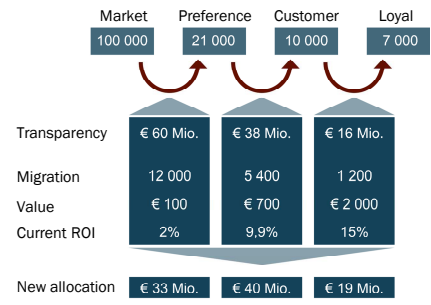 Market Preference Customer Loyal
100 000 21 000 10 000 7 000
Transparency € 60 Mio. € 38 Mio. € 16 Mio.
Migration 12 000 5 400 1 200
Value € 100 € 700 € 2 000
Current ROI 2% 9,9% 15%
New allocation € 33 Mio. € 40 Mio. € 19 Mio.